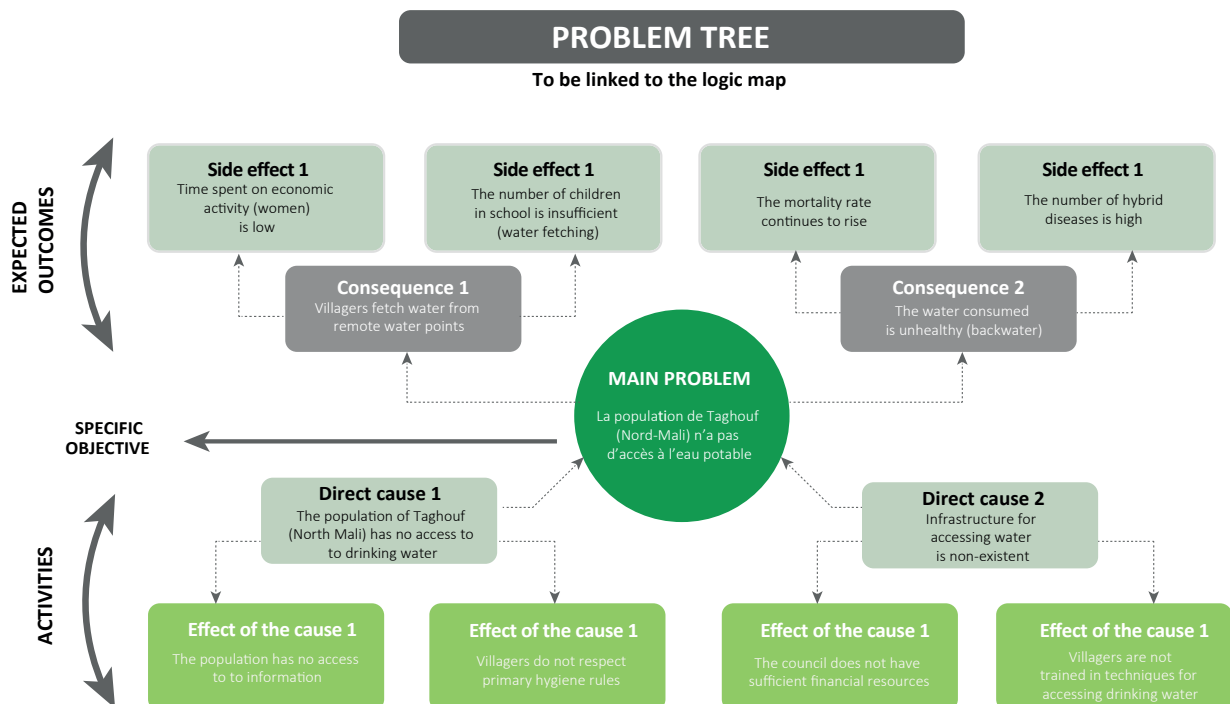 PROBLEM TREE
To be linked to the logic map
EXPECTED
OUTCOMES
Side effect 1
Time spent on economic
activity (women)
is low
Side effect 1
The number of children
in school is insufficient
(water fetching)
Side effect 1
The mortality rate
continues to rise
Side effect 1
The number of hybrid
diseases is high
Consequence 1
Villagers fetch water from
remote water points
Consequence 2
The water consumed
is unhealthy (backwater)
MAIN PROBLEM
La population de Taghouf
(Nord-Mali) n’a pas
d’accès à l’eau potable
SPECIFIC
OBJECTIVE
ACTIVITIES
Direct cause 1
The population of Taghouf
(North Mali) has no access to
to drinking water
Direct cause 2
Infrastructure for
accessing water
is non-existent
Effect of the cause 1
The population has no access
to to information
Effect of the cause 1
Villagers do not respect
primary hygiene rules
Effect of the cause 1
The council does not have
sufficient financial resources
Effect of the cause 1
Villagers are not
trained in techniques for
accessing drinking water